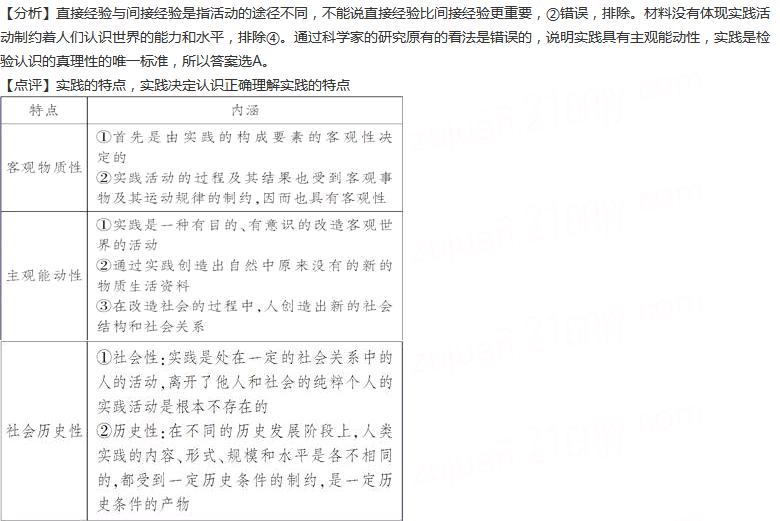 【分析】直接经验与间接经验是指活动的途径不同，不能说直接经验比间接经验更重要，②错误，排除。材料没有体现实践活
动制约着人们认识世界的能力和水平，排除④。通过科学家的研究原有的看法是错误的，说明实践具有主观能动性，实践是检
验认识的真理性的唯一标准，所以答案选A。
【点评】实践的特点，实践决定认识正确理解实践的特点
特点
内涵
客观物质性
①首先是由实践的构成要素的客观性决
定的
②实践活动的过程及其结果也受到客观事
物及其运动规律的制约,因而也具有客观性
主观能动性
①实践是一种有目的、有意识的改造客观世
界的活动
②通过实践创造出自然中原来没有的新的
物质生活资料
③在改造社会的过程中,人创造出新的社会
结构和社会关系
社会历史性
①社会性:实践是处在一定的社会关系中的
人的活动,离开了他人和社会的纯粹个人的
实践活动是根本不存在的
②历史性:在不同的历史发展阶段上,人类
实践的内容、形式、规模和水平是各不相同
的,都受到一定历史条件的制约,是一定历
史条件的产物